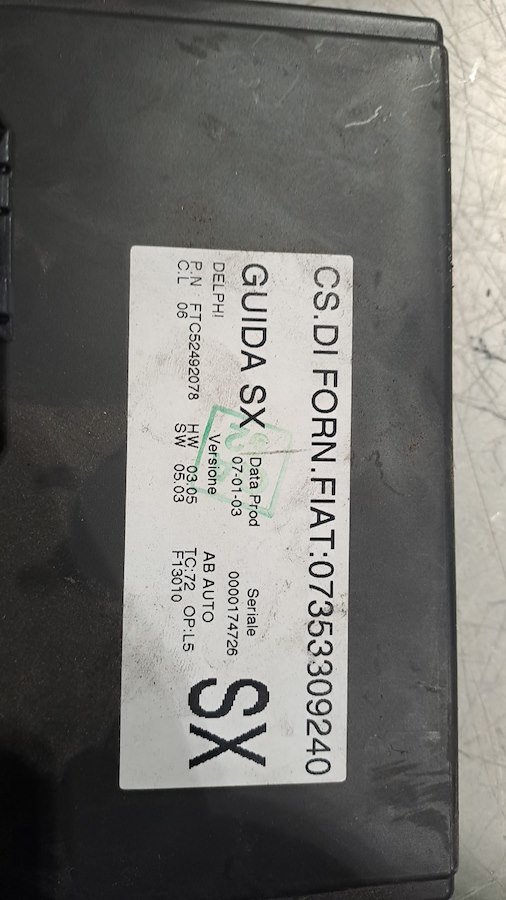 CS.DI FORN.FIAT:07353309240
GUIDA SX
Data Prod
07-01-03
Seriale
0000174726
SX
DELPHI
Versione
AB AUTO
P.N FTC52492078
HW 03.05
TC:72 OP:L5
C.L 06
SW 05.03
F13010